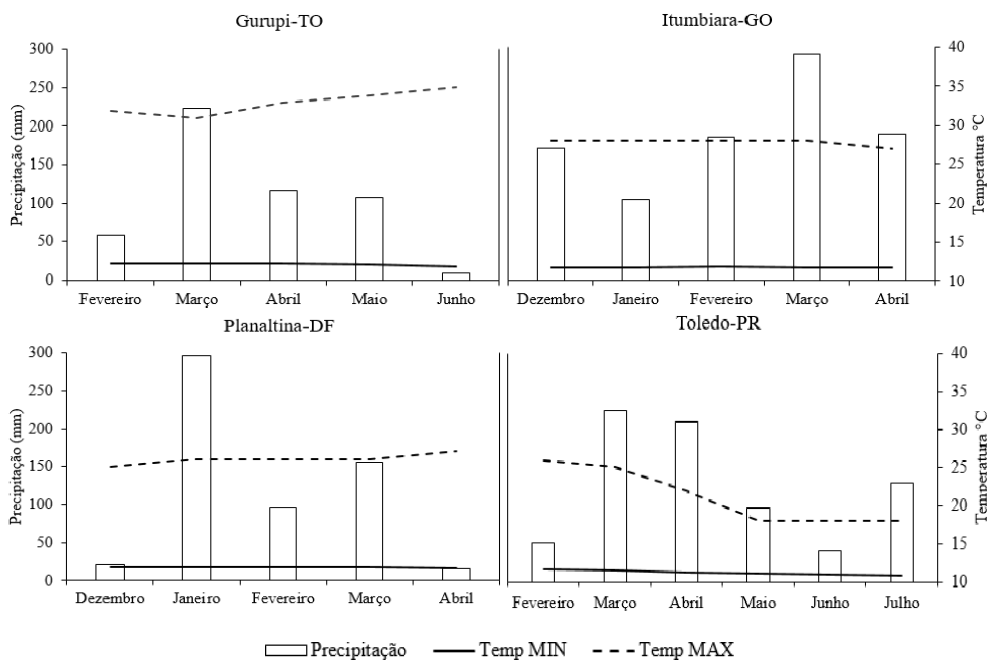 Gurupi-TO
Itumbiara-GO
300
250
200
150
100
50
0
Precipitação (mm)
Fevereiro Março Abril Maio Junho
40
35
30
25
20
15
10
Temperatura °C
Dezembro Janeiro Fevereiro Março Abril
Planaltina-DF
Toledo-PR
300
250
200
150
100
50
0
Precipitação (mm)
Dezembro Janeiro Fevereiro Março Abril
40
35
30
25
20
15
10
Temperatura °C
Fevereiro Março Abril Maio Junho Julho
Precipitação Temp MIN Temp MAX